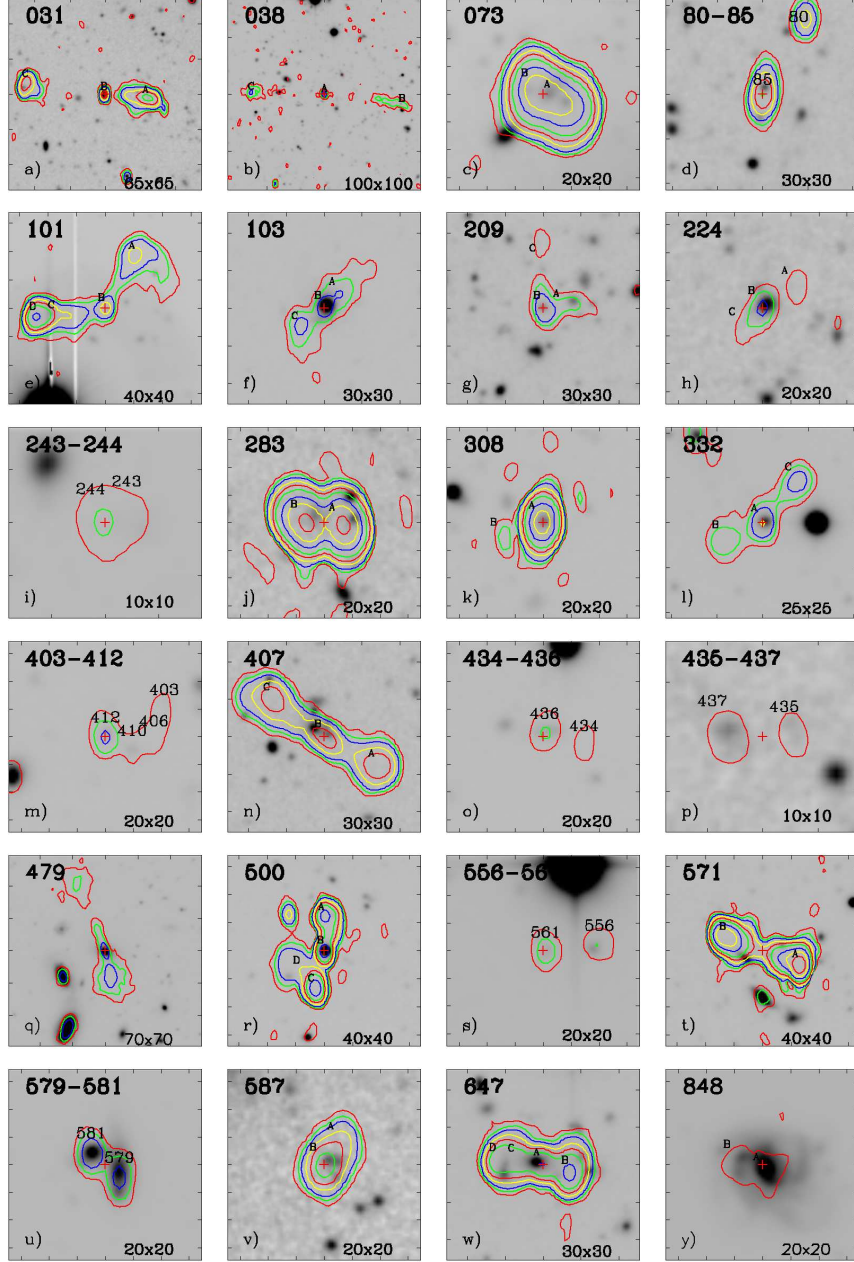 031
C
B
A
B
a)
65x65
038
C
A
B
b)
100x100
073
B
A
c)
20x20
80-85
80
85
d)
30x30
101
A
D
C
B
e)
40x40
103
A
B
C
f)
30x30
209
C
B
A
g)
30x30
224
A
B
C
h)
20x20
243-244
244
243
i)
10x10
283
B
A
j)
20x20
308
A
B
k)
20x20
332
C
A
B
l)
25x25
403-412
403
412
406
410
m)
20x20
407
C
B
A
n)
30x30
434-436
436
434
o)
20x20
435-437
437
435
p)
10x10
479
q)
70x70
500
A
B
D
C
r)
40x40
556-56
561
556
s)
20x20
571
B
A
t)
40x40
579-581
581
579
u)
20x20
587
A
B
v)
20x20
647
D
C
A
B
w)
30x30
848
B
y)
20x20